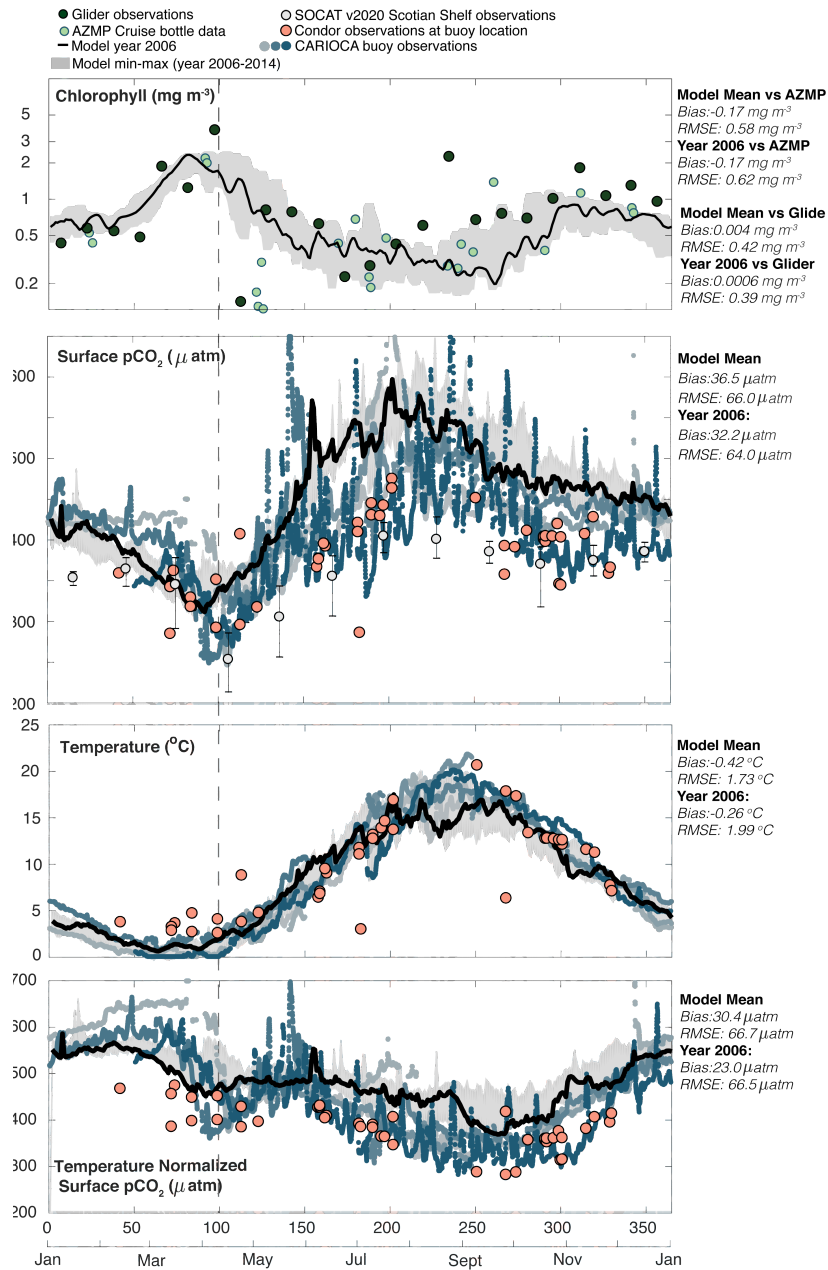 Glider observations
AZMP Cruise bottle data
Model year 2006
Model min-max (year 2006-2014)
SOCAT v2020 Scotian Shelf observations
Condor observations at buoy location
CARIOCA buoy observations
Chlorophyll (mg m-3)
5
3
2
1
0.5
0.2
Model Mean vs AZMP
Bias:-0.17 mg m-3
RMSE: 0.58 mg m-3
Year 2006 vs AZMP
Bias:-0.17 mg m-3
RMSE: 0.62 mg m-3
Model Mean vs Glide
Bias:0.004 mg m-3
RMSE: 0.42 mg m-3
Year 2006 vs Glider
Bias:0.0006 mg m-3
RMSE: 0.39 mg m-3
Surface pCO2 (μ atm)
600
500
400
300
200
Model Mean
Bias:36.5 μatm
RMSE: 66.0 μatm
Year 2006:
Bias:32.2 μatm
RMSE: 64.0 μatm
Temperature (oC)
25
20
15
10
5
0
Model Mean
Bias:-0.42 oC
RMSE: 1.73 oC
Year 2006:
Bias:-0.26 oC
RMSE: 1.99 oC
700
600
500
400
300
200
Temperature Normalized
Surface pCO2 (μ atm)
Model Mean
Bias:30.4 μatm
RMSE: 66.7 μatm
Year 2006:
Bias:23.0 μatm
RMSE: 66.5 μatm
0 50 100 150 200 250 300 350
Jan Mar May Jul Sept Nov Jan